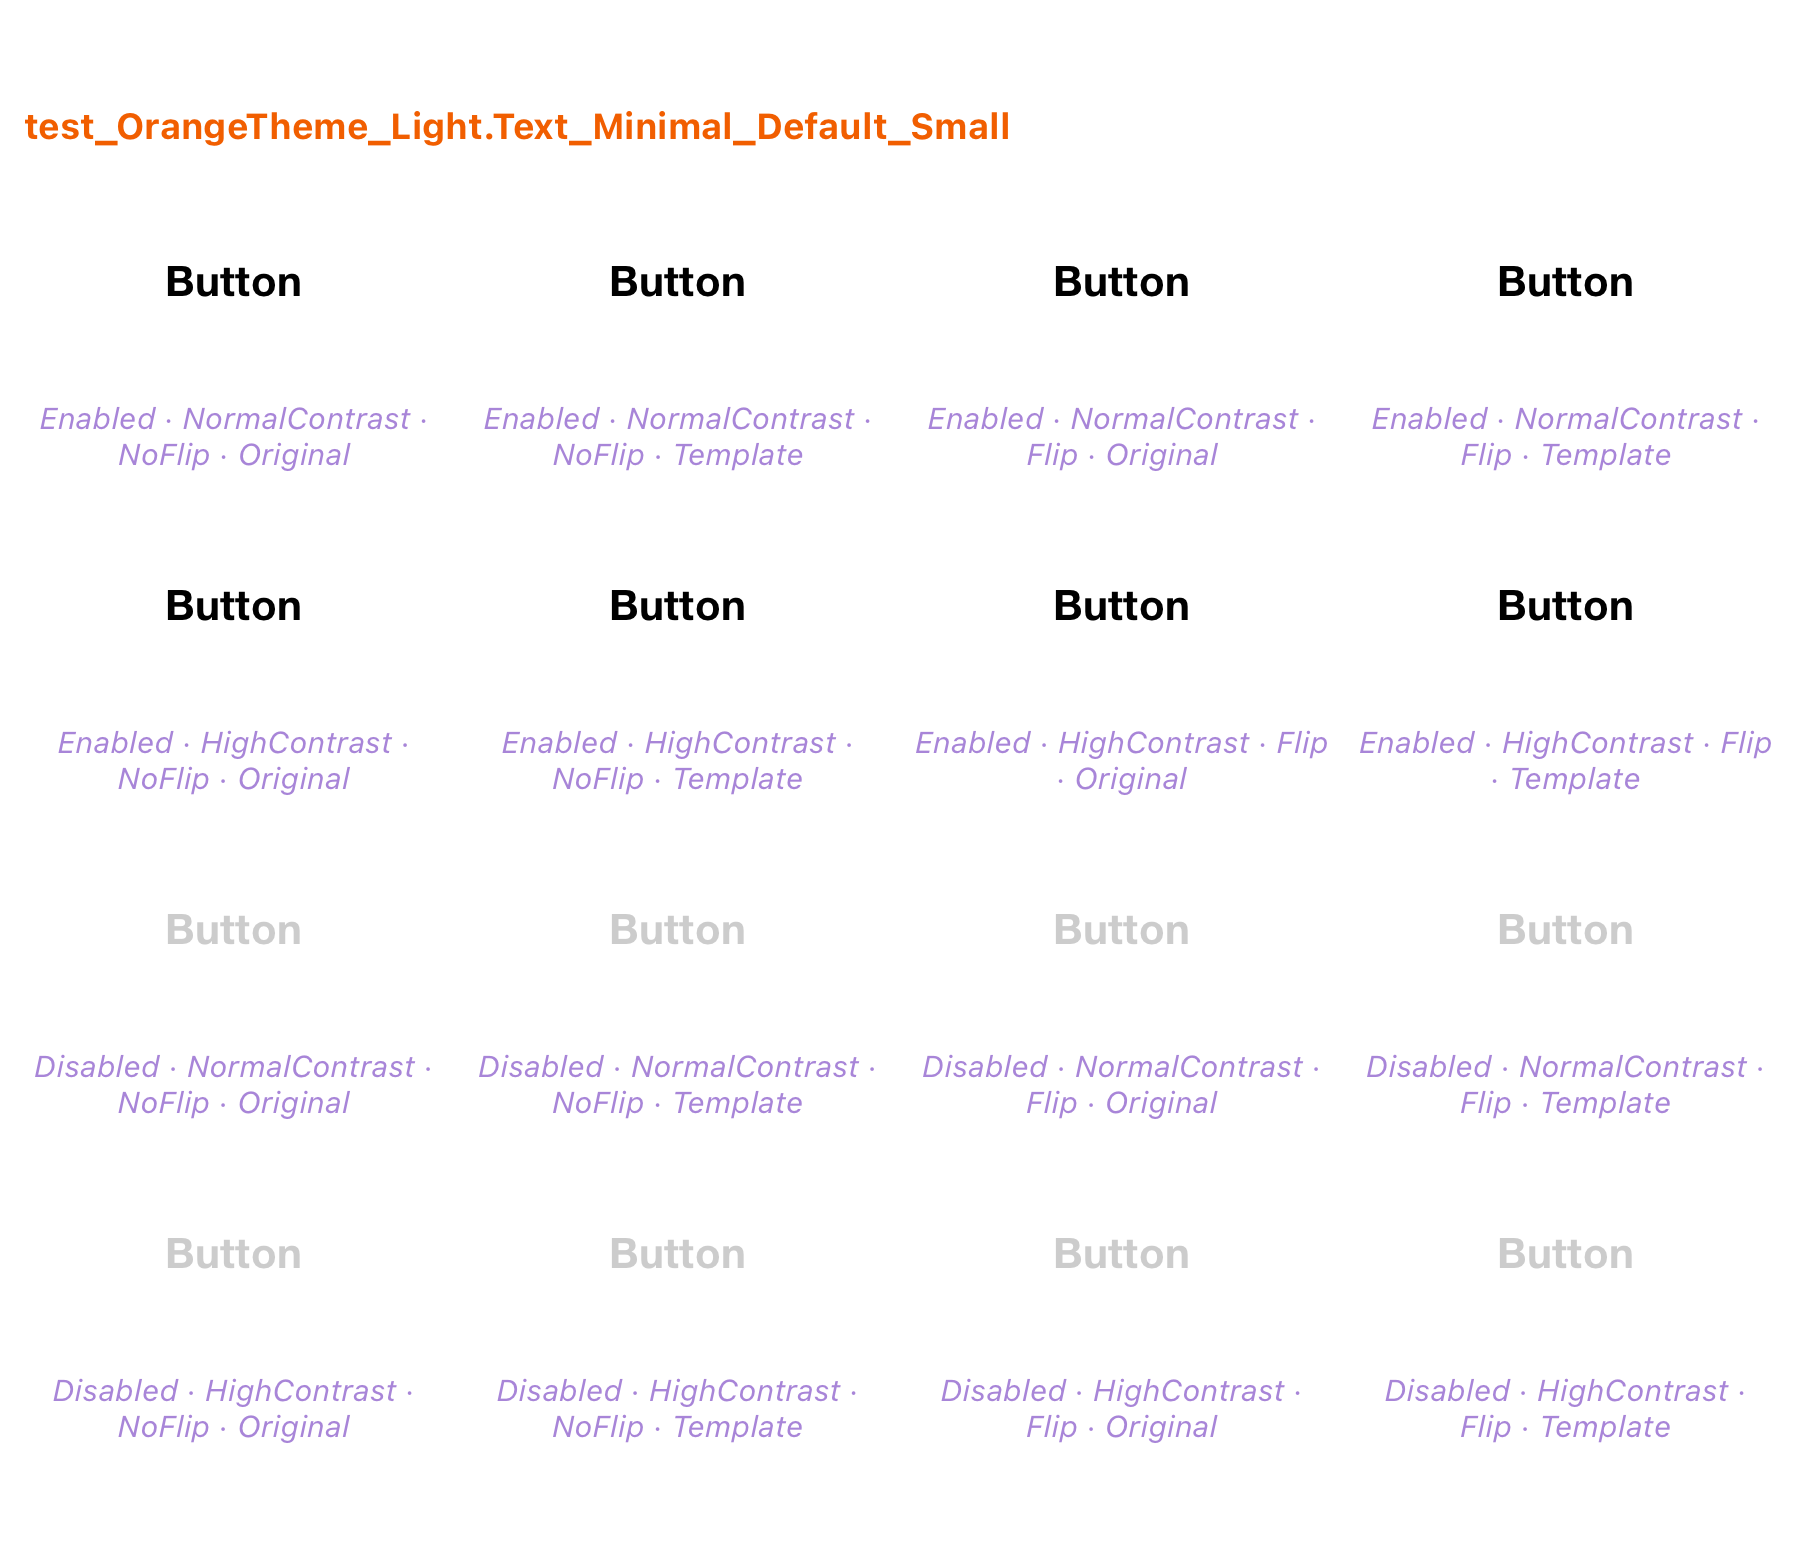 test_OrangeTheme_Light.Text_Minimal_Default_Small
Button Button Button Button
Enabled · NormalContrast · Enabled · NormalContrast · Enabled · NormalContrast · Enabled · NormalContrast ·
NoFlip · Original NoFlip · Template Flip · Original Flip · Template
Button Button Button Button
Enabled · HighContrast · Enabled · HighContrast · Enabled · HighContrast · Flip Enabled · HighContrast · Flip
NoFlip · Original NoFlip · Template · Original · Template
Button Button Button Button
Disabled · NormalContrast · Disabled · NormalContrast · Disabled · NormalContrast · Disabled · NormalContrast ·
NoFlip · Original NoFlip · Template Flip · Original Flip · Template
Button Button Button Button
Disabled · HighContrast · Disabled · HighContrast · Disabled · HighContrast · Disabled · HighContrast ·
NoFlip · Original NoFlip · Template Flip · Original Flip · Template